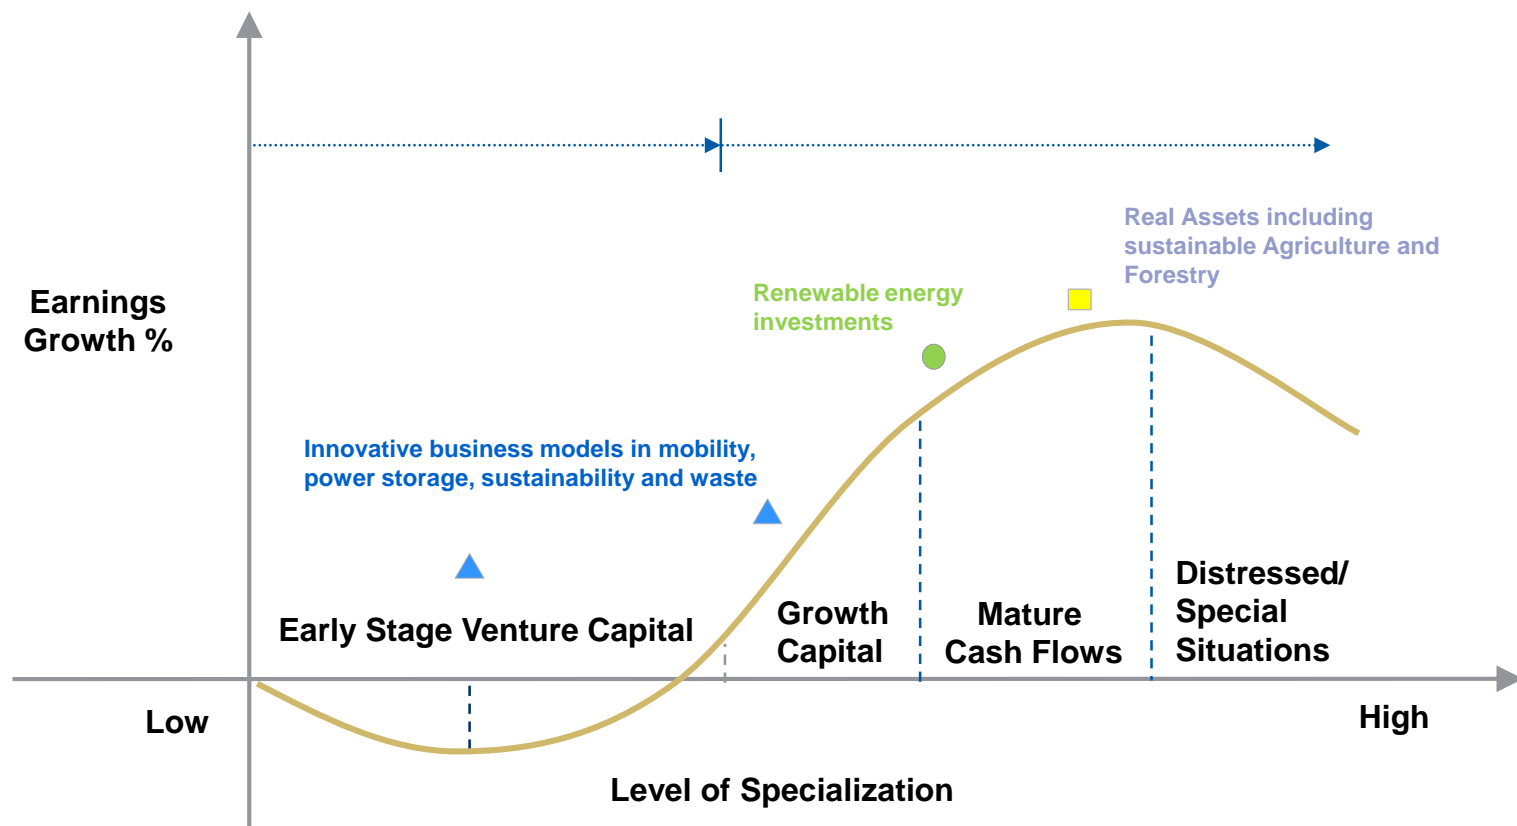 Real Assets including
sustainable Agriculture and
Forestry
Renewable energy
investments
Earnings
Growth %
Innovative business models in mobility,
power storage, sustainability and waste
Early Stage Venture Capital
Growth
Capital
Mature
Cash Flows
Distressed/
Special
Situations
Low
High
Level of Specialization